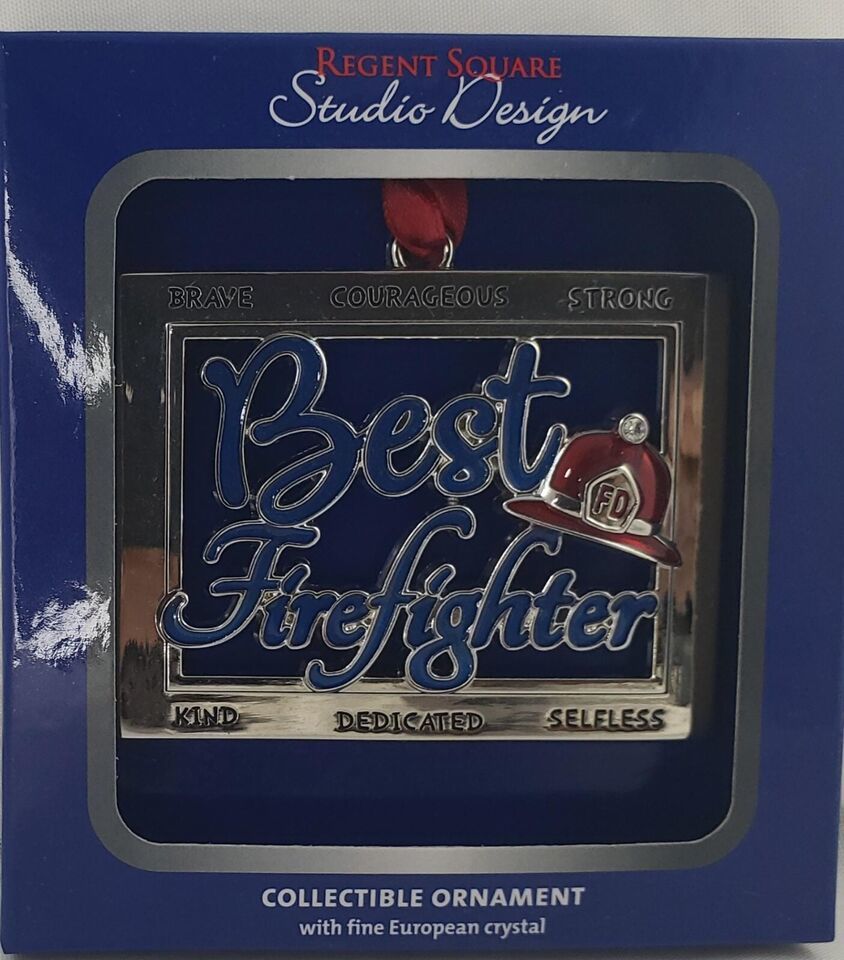 REGENT SQUARE
Studio Design
BRAVE COURAGEOUS STRONG
Best
FD
Firefighter
KIND DEDICATED SELFLESS
COLLECTIBLE ORNAMENT
with fine European crystal